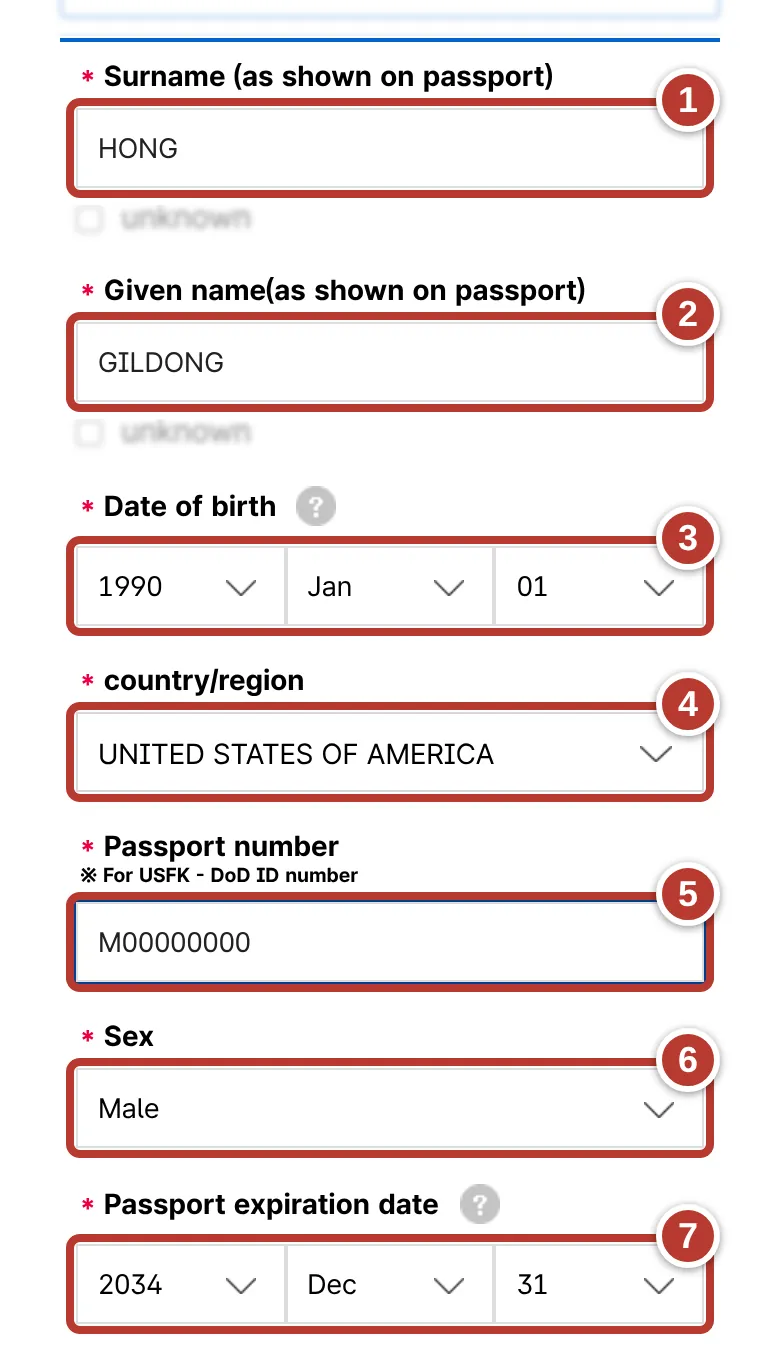 * Surname (as shown on passport)
1
HONG
unknown
* Given name(as shown on passport)
2
GILDONG
unknown
* Date of birth ?
3
1990 Jan 01
* country/region
4
UNITED STATES OF AMERICA
* Passport number
※ For USFK - DoD ID number
5
M00000000
* Sex
6
Male
* Passport expiration date ?
7
2034 Dec 31